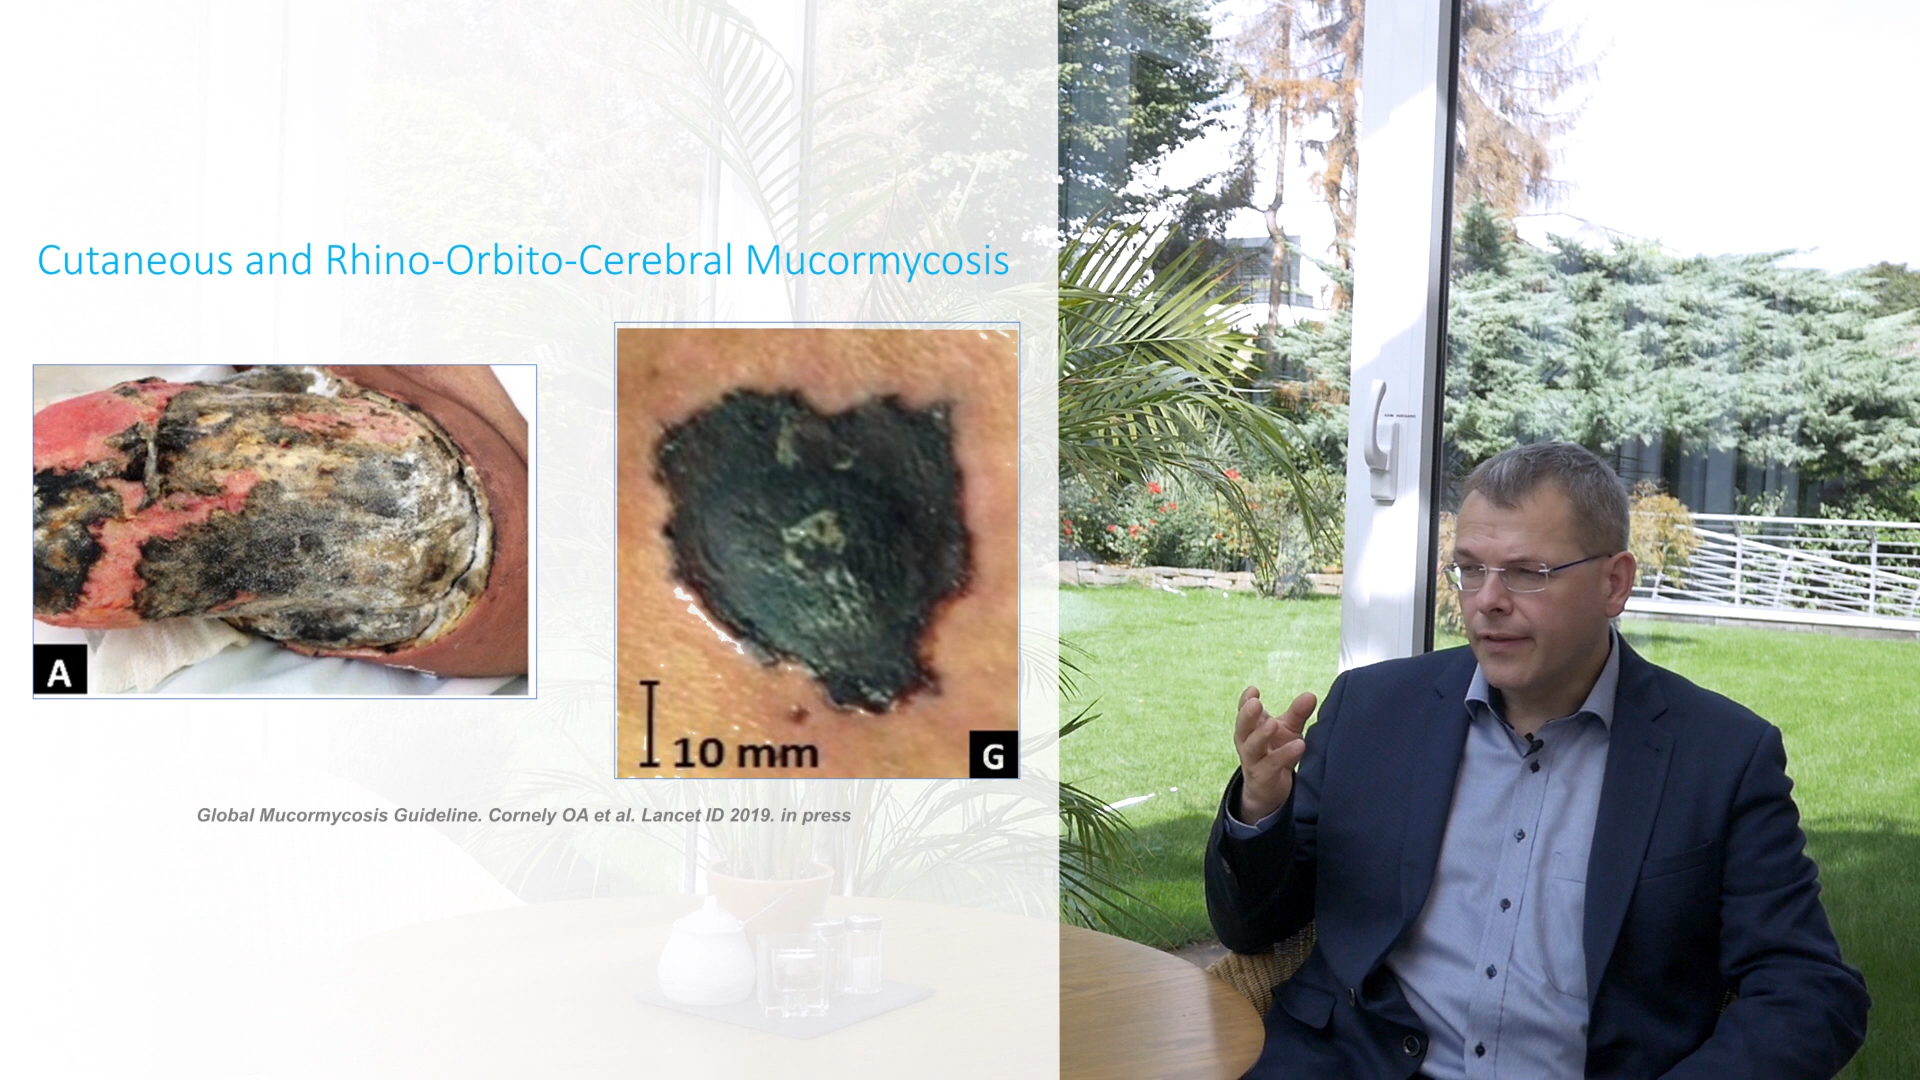 Cutaneous and Rhino-Orbito-Cerebral Mucormycosis
A
10 mm
G
Global Mucormycosis Guideline. Cornely OA et al. Lancet ID 2019. in press